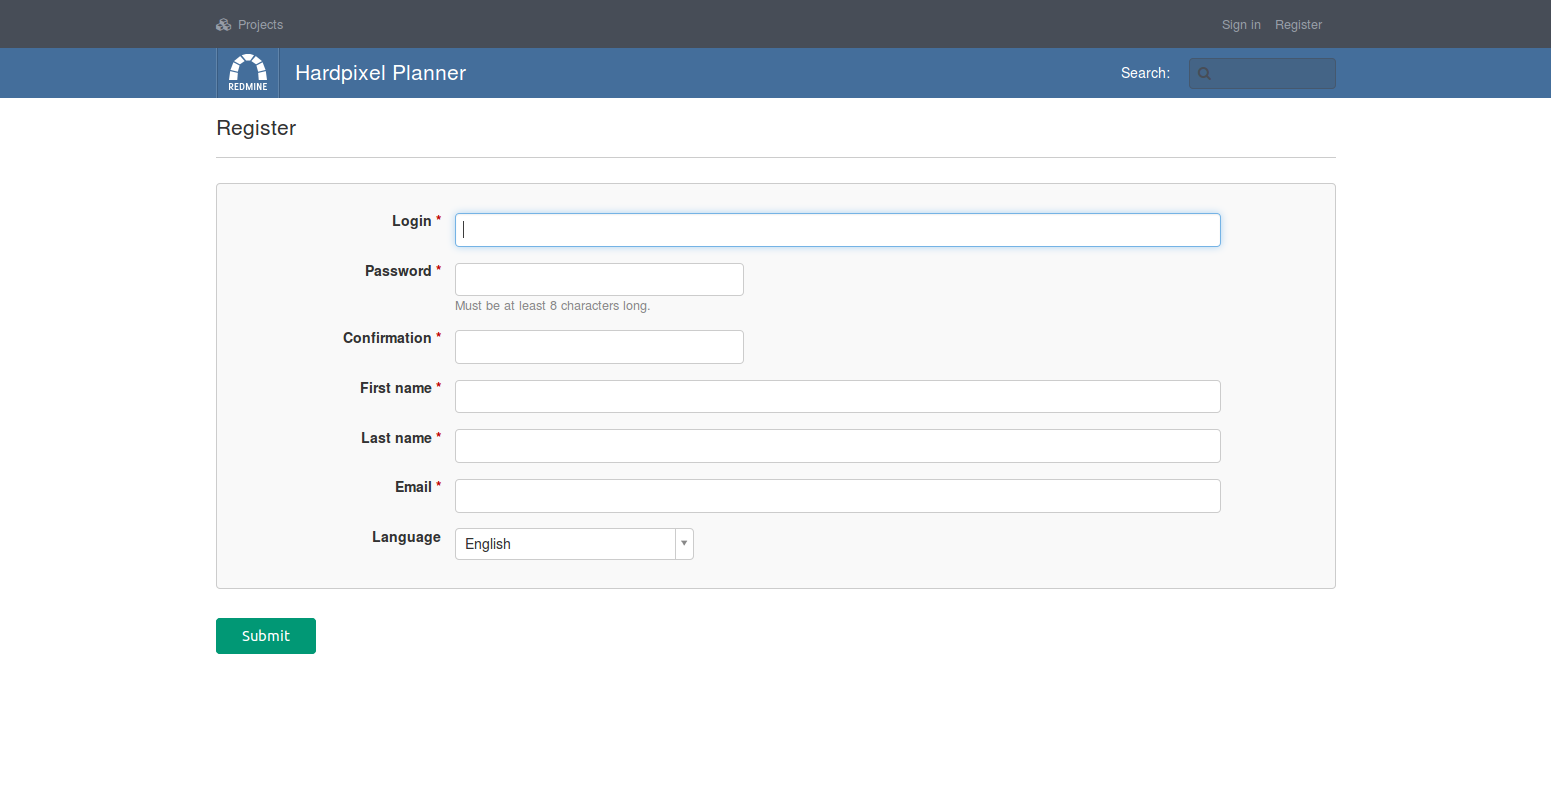 Projects
Sign in
Register
REDMINE
Hardpixel Planner
Search:
Register
Login *
Password *
Must be at least 8 characters long.
Confirmation *
First name *
Last name *
Email *
Language
English
Submit